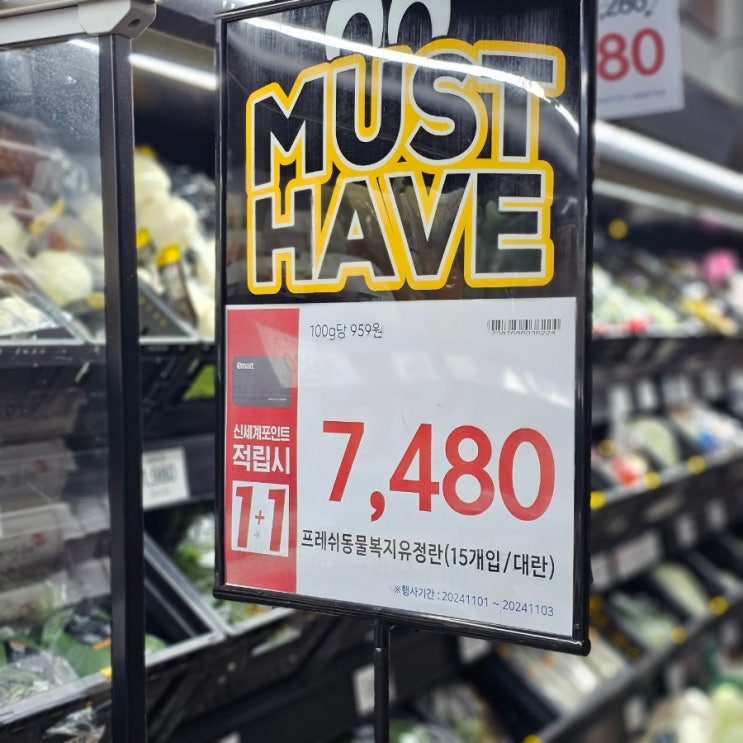 MUST
HAVE
100g당 959원
2087686030224
emart
신세계포인트
적립시
1+1
7,480
프레쉬동물복지유정란(15개입/대란)
※행사기간 : 20241101 ~ 20241103
80